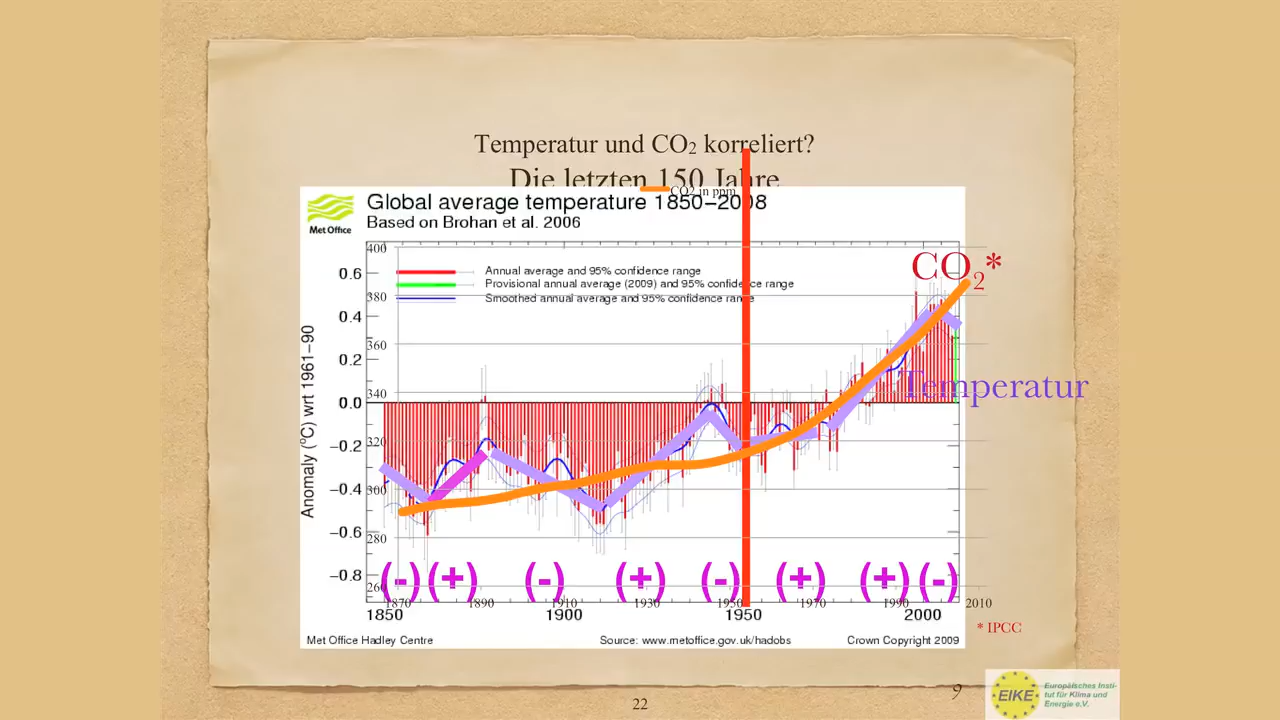 Temperatur und CO2 korreliert?
Die letzten 150 Jahre
CO2 in ppm
Global average temperature 1850–2008
Based on Brohan et al. 2006
Met Office
Annual average and 95% confidence range
Provisional annual average (2009) and 95% confidence range
Smoothed annual average and 95% confidence range
CO2*
Temperatur
Anomaly (°C) wrt 1961–90
0.6
0.4
0.2
0.0
−0.2
−0.4
−0.6
−0.8
400
380
360
340
320
300
280
260
(-) (+) (-) (+) (-) (+) (+) (-)
1870 1890 1910 1930 1950 1970 1990 2010
1850 1900 1950 2000
* IPCC
Met Office Hadley Centre Source: www.metoffice.gov.uk/hadobs Crown Copyright 2009
9
22
EIKE
Europäisches Insti-
tut für Klima und
Energie e.V.